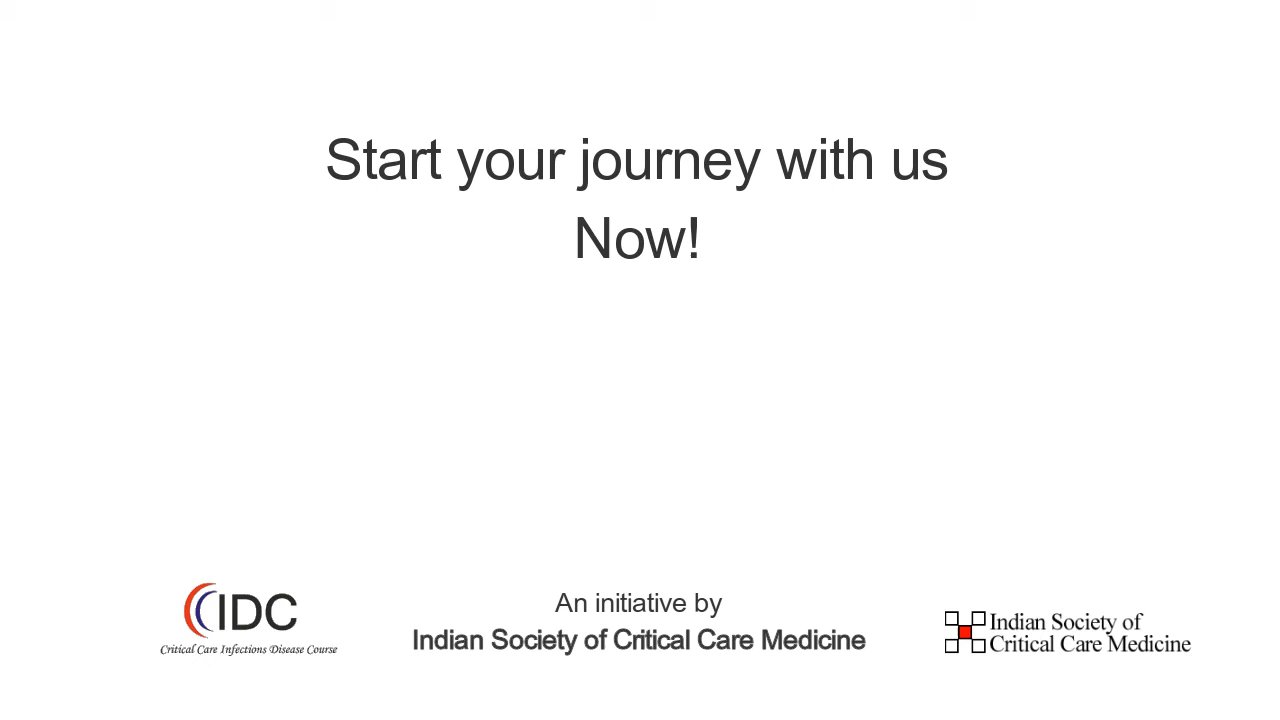 Start your journey with us
Now!
CIDC
Critical Care Infections Disease Course
An initiative by
Indian Society of Critical Care Medicine
Indian Society of
Critical Care Medicine